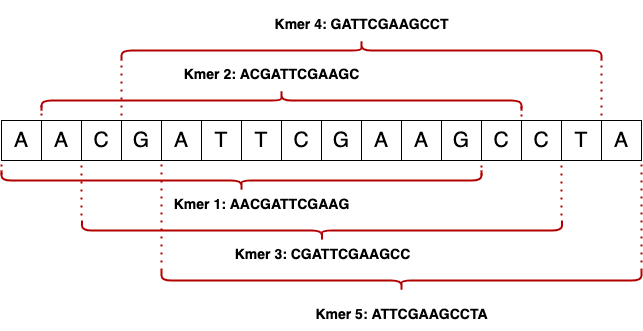 Kmer 4: GATTCGAAGCCT
Kmer 2: ACGATTCGAAGC
A A C G A T T C G A A G C C T A
Kmer 1: AACGATTCGAAG
Kmer 3: CGATTCGAAGCC
Kmer 5: ATTCGAAGCCTA